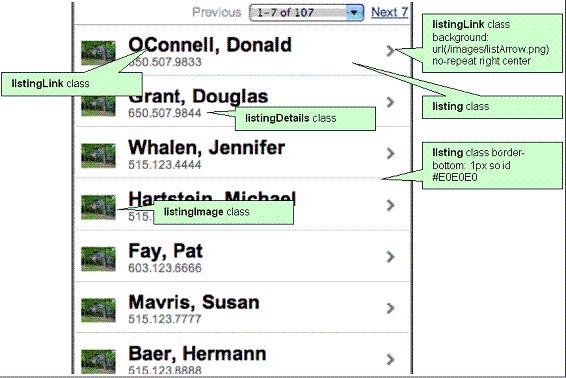 Previous 1-7 of 107 Next 7
OConnell, Donald
650.507.9833
Grant, Douglas
650.507.9844
Whalen, Jennifer
515.123.4444
Hartstein, Michael
515.
Fay, Pat
603.123.6666
Mavris, Susan
515.123.7777
Baer, Hermann
515.123.8888
listingLink class
listingDetails class
listingImage class
listingLink class
background:
url(/images/listArrow.png)
no-repeat right center
listing class
listing class border-
bottom: 1px so id
#E0E0E0